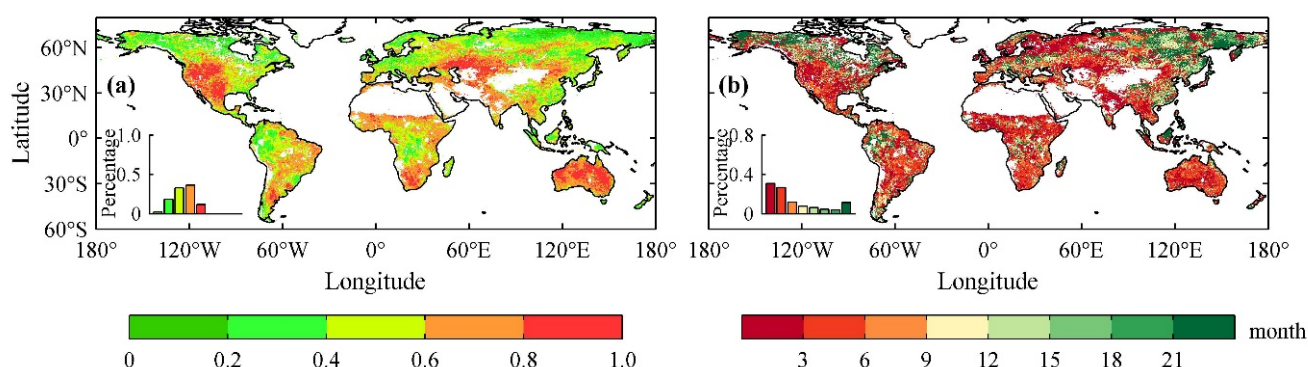 60°N
(a)
30°N
Latitude
0°
1.0
0.5
0
Percentage
30°S
60°S
180° 120°W 60°W 0° 60°E 120°E 180°
Longitude
0 0.2 0.4 0.6 0.8 1.0
(b)
0.8
0.4
0
Percentage
180° 120°W 60°W 0° 60°E 120°E 180°
Longitude
month
3 6 9 12 15 18 21